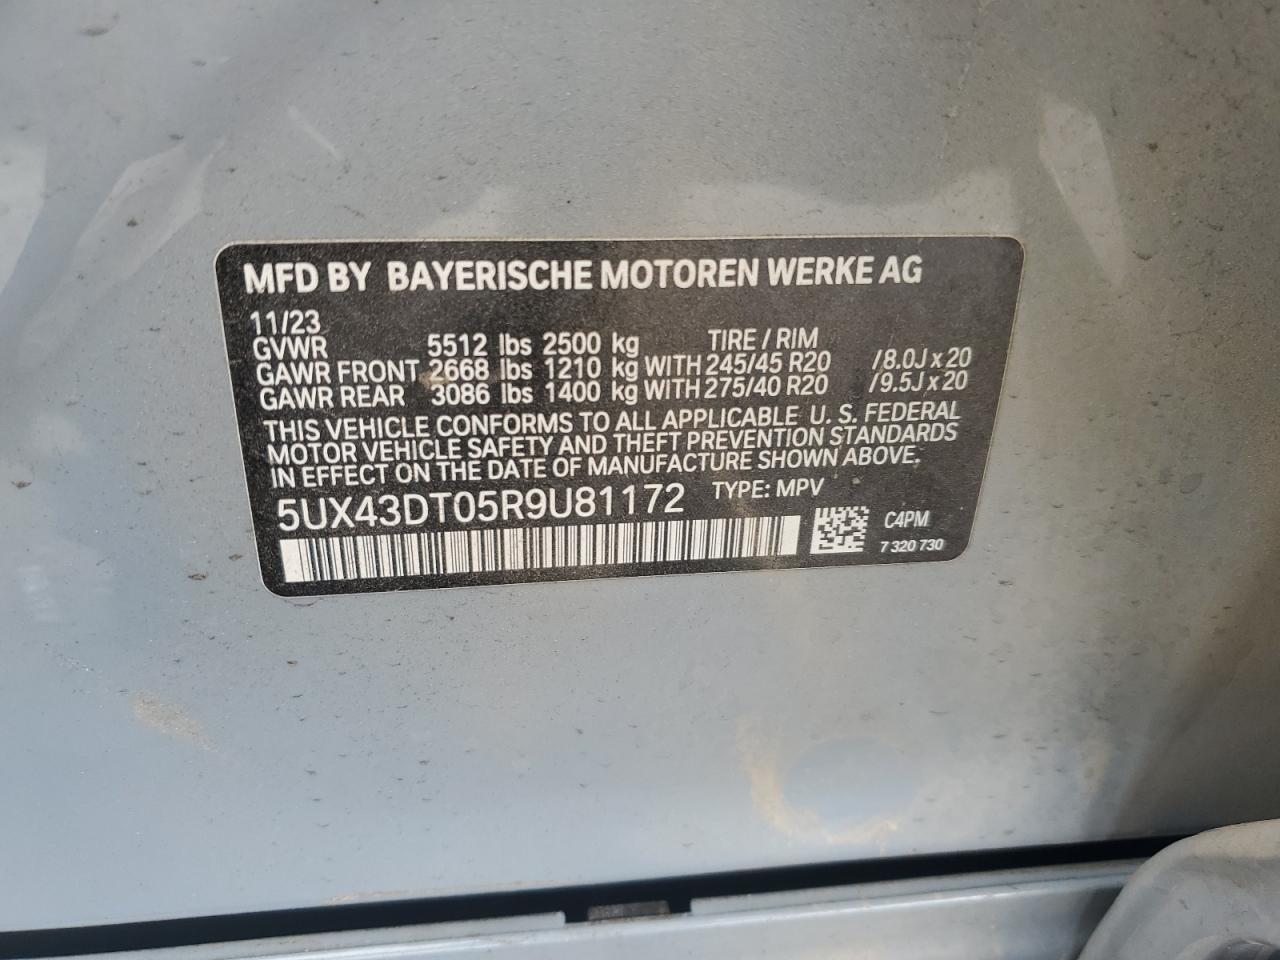 MFD BY BAYERISCHE MOTOREN WERKE AG
11/23
GVWR 5512 lbs 2500 kg TIRE / RIM
GAWR FRONT 2668 lbs 1210 kg WITH 245/45 R20 /8.0J x 20
GAWR REAR 3086 lbs 1400 kg WITH 275/40 R20 /9.5J x 20
THIS VEHICLE CONFORMS TO ALL APPLICABLE U. S. FEDERAL
MOTOR VEHICLE SAFETY AND THEFT PREVENTION STANDARDS
IN EFFECT ON THE DATE OF MANUFACTURE SHOWN ABOVE.
5UX43DT05R9U81172 TYPE: MPV
C4PM
7 320 730